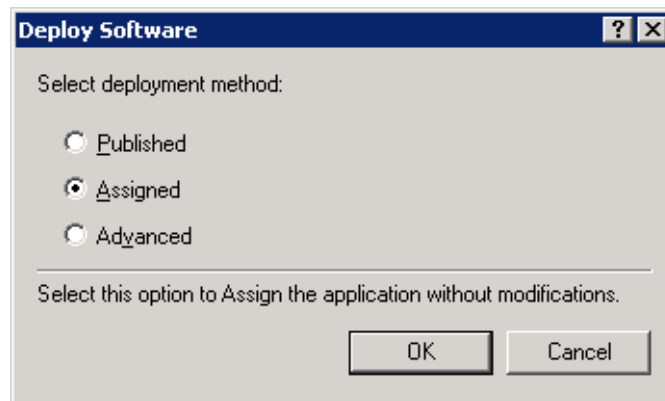 Deploy Software
Select deployment method:
Published
Assigned
Advanced
Select this option to Assign the application without modifications.
OK Cancel